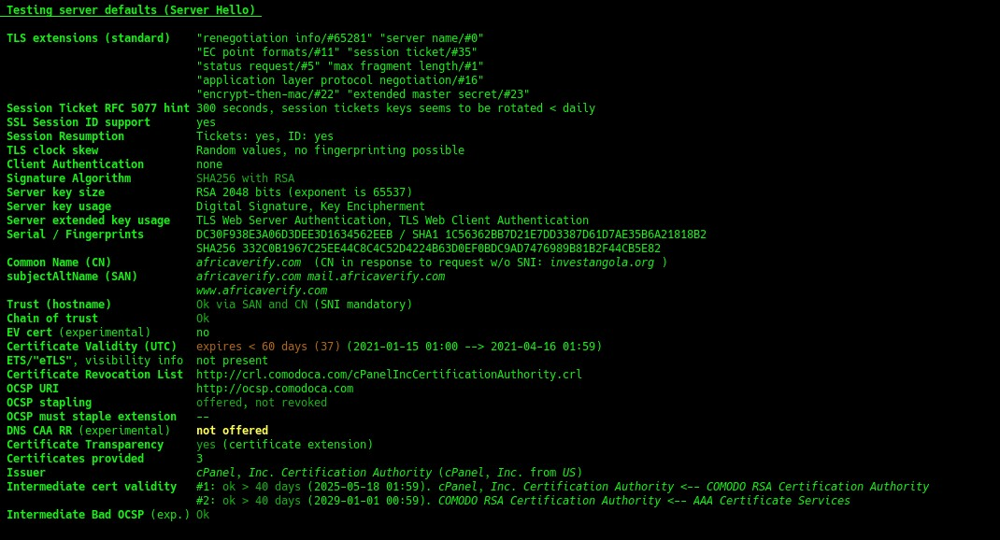 Testing server defaults (Server Hello)
TLS extensions (standard) "renegotiation info/#65281" "server name/#0"
"EC point formats/#11" "session ticket/#35"
"status request/#5" "max fragment length/#1"
"application layer protocol negotiation/#16"
"encrypt-then-mac/#22" "extended master secret/#23"
Session Ticket RFC 5077 hint 300 seconds, session tickets keys seems to be rotated < daily
SSL Session ID support yes
Session Resumption Tickets: yes, ID: yes
TLS clock skew Random values, no fingerprinting possible
Client Authentication none
Signature Algorithm SHA256 with RSA
Server key size RSA 2048 bits (exponent is 65537)
Server key usage Digital Signature, Key Encipherment
Server extended key usage TLS Web Server Authentication, TLS Web Client Authentication
Serial / Fingerprints DC30F938E3A06D3DEE3D1634562EEB / SHA1 1C56362BB7D21E7DD3387D61D7AE35B6A21818B2
SHA256 332C0B1967C25EE44C8C4C52D4224B63D0EF0BDC9AD7476989B81B2F44CB5E82
Common Name (CN) africaverify.com (CN in response to request w/o SNI: investangola.org )
subjectAltName (SAN) africaverify.com mail.africaverify.com
www.africaverify.com
Trust (hostname) Ok via SAN and CN (SNI mandatory)
Chain of trust Ok
EV cert (experimental) no
Certificate Validity (UTC) expires < 60 days (37) (2021-01-15 01:00 --> 2021-04-16 01:59)
ETS/"eTLS", visibility info not present
Certificate Revocation List http://crl.comodoca.com/cPanelIncCertificationAuthority.crl
OCSP URI http://ocsp.comodoca.com
OCSP stapling offered, not revoked
OCSP must staple extension --
DNS CAA RR (experimental) not offered
Certificate Transparency yes (certificate extension)
Certificates provided 3
Issuer cPanel, Inc. Certification Authority (cPanel, Inc. from US)
Intermediate cert validity #1: ok > 40 days (2025-05-18 01:59). cPanel, Inc. Certification Authority <-- COMODO RSA Certification Authority
#2: ok > 40 days (2029-01-01 00:59). COMODO RSA Certification Authority <-- AAA Certificate Services
Intermediate Bad OCSP (exp.) Ok